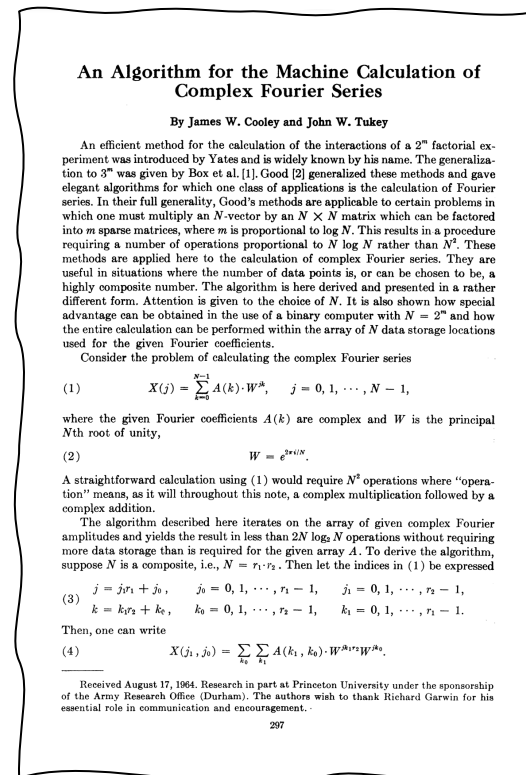 An Algorithm for the Machine Calculation of
Complex Fourier Series
By James W. Cooley and John W. Tukey
An efficient method for the calculation of the interactions of a 2^m factorial ex-
periment was introduced by Yates and is widely known by his name. The generaliza-
tion to 3^m was given by Box et al. [1]. Good [2] generalized these methods and gave
elegant algorithms for which one class of applications is the calculation of Fourier
series. In their full generality, Good's methods are applicable to certain problems in
which one must multiply an N-vector by an N × N matrix which can be factored
into m sparse matrices, where m is proportional to log N. This results in a procedure
requiring a number of operations proportional to N log N rather than N². These
methods are applied here to the calculation of complex Fourier series. They are
useful in situations where the number of data points is, or can be chosen to be, a
highly composite number. The algorithm is here derived and presented in a rather
different form. Attention is given to the choice of N. It is also shown how special
advantage can be obtained in the use of a binary computer with N = 2^m and how
the entire calculation can be performed within the array of N data storage locations
used for the given Fourier coefficients.
Consider the problem of calculating the complex Fourier series
(1) X(j) = ∑_{k=0}^{N-1} A(k)·W^{jk}, j = 0, 1, ⋯ , N − 1,
where the given Fourier coefficients A(k) are complex and W is the principal
Nth root of unity,
(2) W = e^{2πi/N}.
A straightforward calculation using (1) would require N² operations where "opera-
tion" means, as it will throughout this note, a complex multiplication followed by a
complex addition.
The algorithm described here iterates on the array of given complex Fourier
amplitudes and yields the result in less than 2N log₂ N operations without requiring
more data storage than is required for the given array A. To derive the algorithm,
suppose N is a composite, i.e., N = r₁·r₂. Then let the indices in (1) be expressed
(3) j = j₁r₁ + j₀, j₀ = 0, 1, ⋯ , r₁ − 1, j₁ = 0, 1, ⋯ , r₂ − 1,
k = k₁r₂ + k₀, k₀ = 0, 1, ⋯ , r₂ − 1, k₁ = 0, 1, ⋯ , r₁ − 1.
Then, one can write
(4) X(j₁, j₀) = ∑_{k₀} ∑_{k₁} A(k₁, k₀)·W^{jk₁r₂}W^{jk₀}.
Received August 17, 1964. Research in part at Princeton University under the sponsorship
of the Army Research Office (Durham). The authors wish to thank Richard Garwin for his
essential role in communication and encouragement.
297